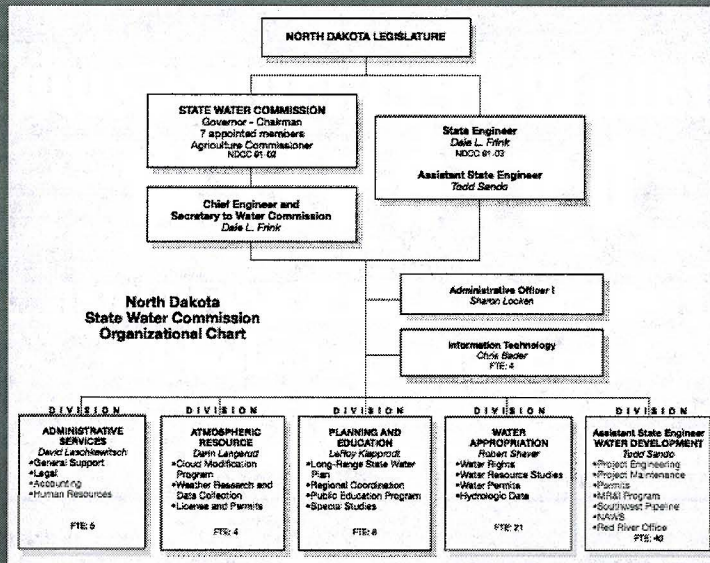 NORTH DAKOTA LEGISLATURE
STATE WATER COMMISSION
Governor - Chairman
7 appointed members
Agriculture Commissioner
NDCC 61-02
State Engineer
Dale L. Frink
NDCC 61-03
Assistant State Engineer
Todd Sando
Chief Engineer and
Secretary to Water Commission
Dale L. Frink
North Dakota
State Water Commission
Organizational Chart
Administrative Officer I
Sharon Locken
Information Technology
Chris Bader
FTE: 4
DIVISION
ADMINISTRATIVE
SERVICES
David Laschkewitsch
•General Support
•Legal
•Accounting
•Human Resources
FTE:
DIVISION
ATMOSPHERIC
RESOURCE
Darin Langerud
•Cloud Modification
Program
•Weather Research and
Data Collection
•License and Permits
FTE: 4
DIVISION
PLANNING AND
EDUCATION
LeRoy Klapprodt
•Long-Range State Water
Plan
•Regional Coordination
•Public Education Program
•Special Studies
FTE:
DIVISION
WATER
APPROPRIATION
Robert Shaver
•Water Rights
•Water Resource Studies
•Water Permits
•Hydrologic Data
FTE: 21
DIVISION
Assistant State Engineer
WATER DEVELOPMENT
Todd Sando
•Project Engineering
•Project Maintenance
•Permits
•MR&I Program
•Southwest Pipeline
•NAWS
•Red River Office
FTE: